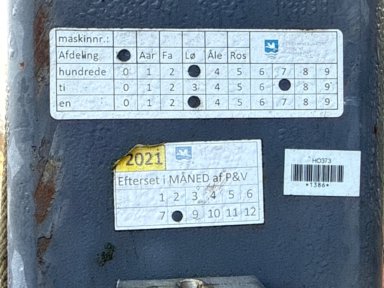 maskinnr.:
Afdeling Aar Fa Lø Åle Ros
hundrede 0 1 2 4 5 6 7 8 9
ti 0 1 2 3 4 5 6 8 9
en 0 1 2 4 5 6 7 8 9
2021
Efterset i MÅNED af P&V
1 2 3 4 5 6
7 9 10 11 12
HO373
*1386*